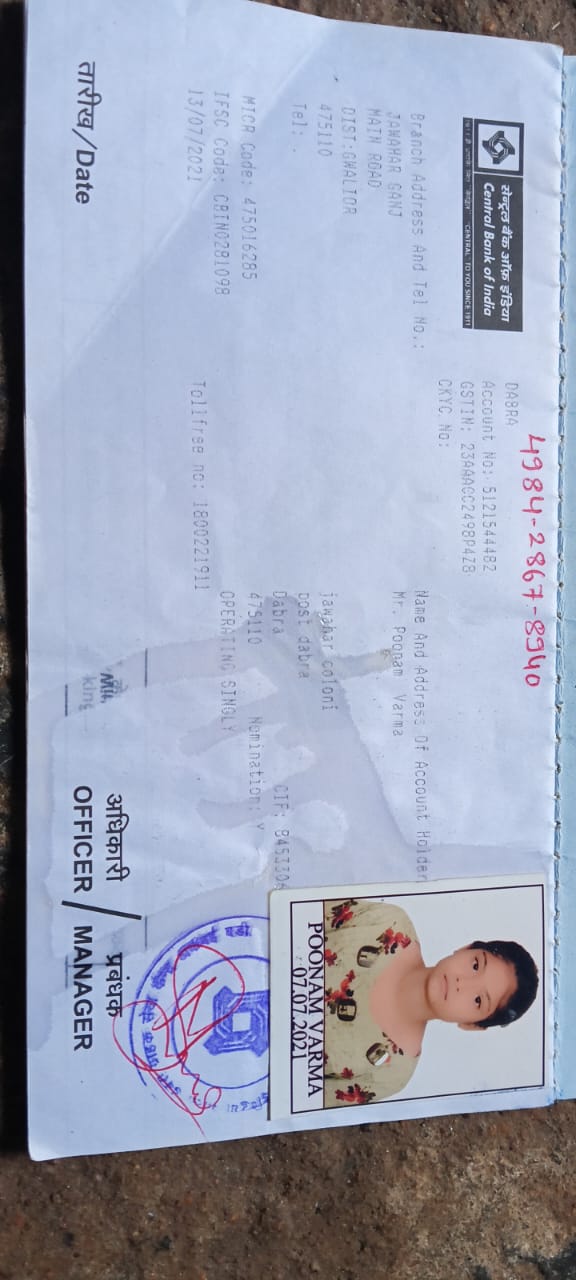 सेन्ट्रल बैंक ऑफ़ इंडिया
Central Bank of India
"CENTRAL" TO YOU SINCE 1911
4984-2867-8940
DABRA
Account No: 5121544482
GSTIN: 23AAACC2498P4Z8
CKYC No:
Branch Address And Tel No.:
JAWAHAR GANJ
MAIN ROAD
DIST:GWALIOR
475110
Tel:
Name And Address Of Account Holder
Mr. Poonam Varma
jawahar coloni
post dabra
Dabra
475110
CIF: 8453306
Nomination: Y
OPERATING SINGLY
MICR Code: 475016285
IFSC Code: CBIN0281098
13/07/2021
Tollfree no: 1800221911
POONAM VARMA
07.07.2021
तारीख/Date
अधिकारी / प्रबंधक
OFFICER / MANAGER